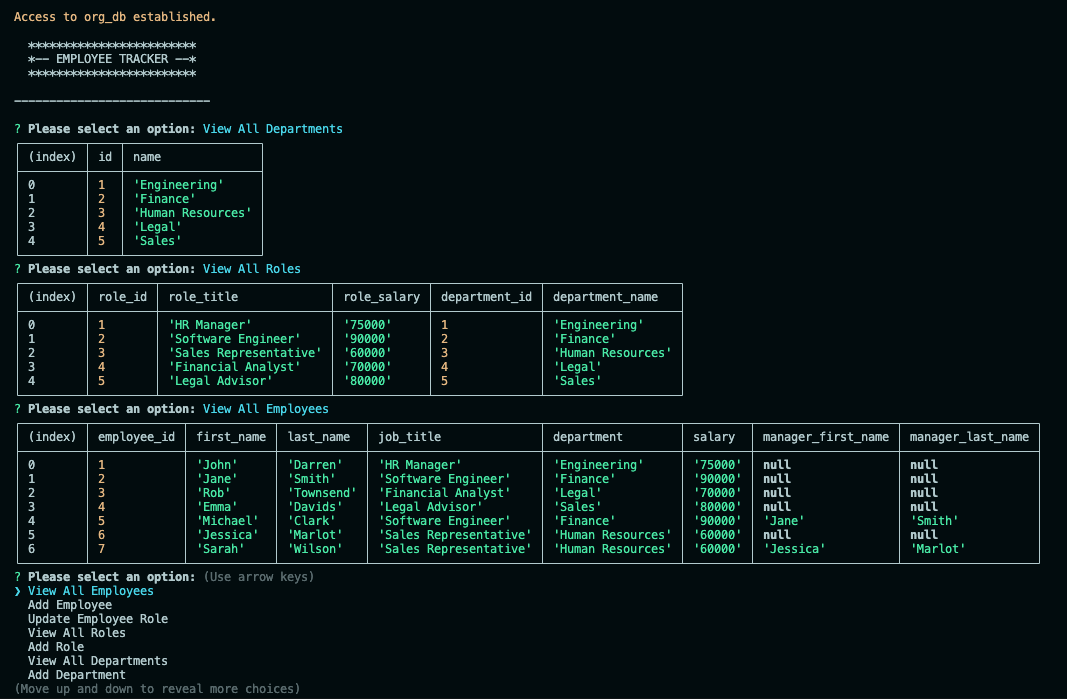 Access to org_db established.
************************
*-- EMPLOYEE TRACKER --*
************************
----------------------------
? Please select an option: View All Departments
(index) id name
0 1 'Engineering'
1 2 'Finance'
2 3 'Human Resources'
3 4 'Legal'
4 5 'Sales'
? Please select an option: View All Roles
(index) role_id role_title role_salary department_id department_name
0 1 'HR Manager' '75000' 1 'Engineering'
1 2 'Software Engineer' '90000' 2 'Finance'
2 3 'Sales Representative' '60000' 3 'Human Resources'
3 4 'Financial Analyst' '70000' 4 'Legal'
4 5 'Legal Advisor' '80000' 5 'Sales'
? Please select an option: View All Employees
(index) employee_id first_name last_name job_title department salary manager_first_name manager_last_name
0 1 'John' 'Darren' 'HR Manager' 'Engineering' '75000' null null
1 2 'Jane' 'Smith' 'Software Engineer' 'Finance' '90000' null null
2 3 'Rob' 'Townsend' 'Financial Analyst' 'Legal' '70000' null null
3 4 'Emma' 'Davids' 'Legal Advisor' 'Sales' '80000' null null
4 5 'Michael' 'Clark' 'Software Engineer' 'Finance' '90000' 'Jane' 'Smith'
5 6 'Jessica' 'Marlot' 'Sales Representative' 'Human Resources' '60000' null null
6 7 'Sarah' 'Wilson' 'Sales Representative' 'Human Resources' '60000' 'Jessica' 'Marlot'
? Please select an option: (Use arrow keys)
❯ View All Employees
Add Employee
Update Employee Role
View All Roles
Add Role
View All Departments
Add Department
(Move up and down to reveal more choices)